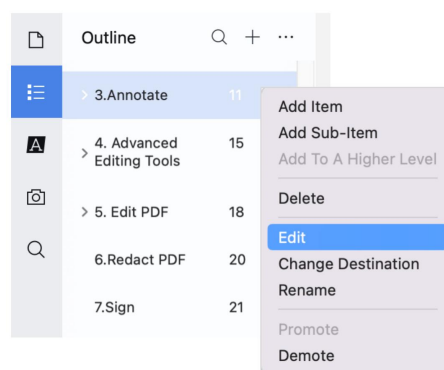 Outline
3.Annotate 11
4. Advanced 15
Editing Tools
5. Edit PDF 18
6.Redact PDF 20
7.Sign 21
A
Add Item
Add Sub-Item
Add To A Higher Level
Delete
Edit
Change Destination
Rename
Promote
Demote